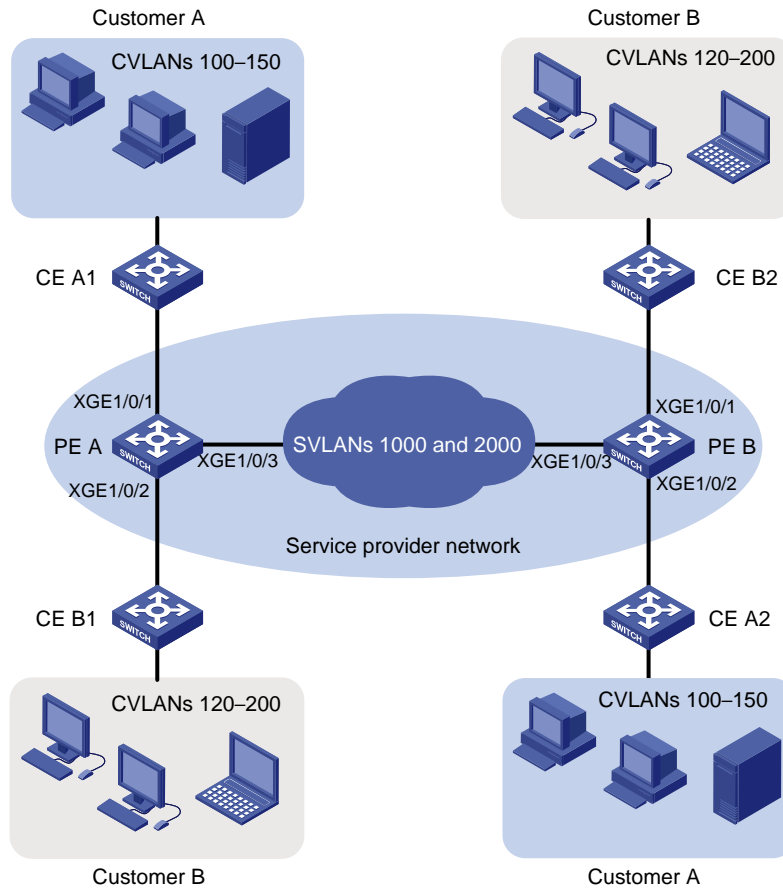 Customer A
Customer B
CVLANs 100–150
CVLANs 120–200
CE A1
SWITCH
SWITCH
CE B2
XGE1/0/1
XGE1/0/1
PE A
SWITCH
XGE1/0/3
SVLANs 1000 and 2000
XGE1/0/3
SWITCH
PE B
XGE1/0/2
XGE1/0/2
Service provider network
CE B1
SWITCH
SWITCH
CE A2
CVLANs 120–200
CVLANs 100–150
Customer B
Customer A